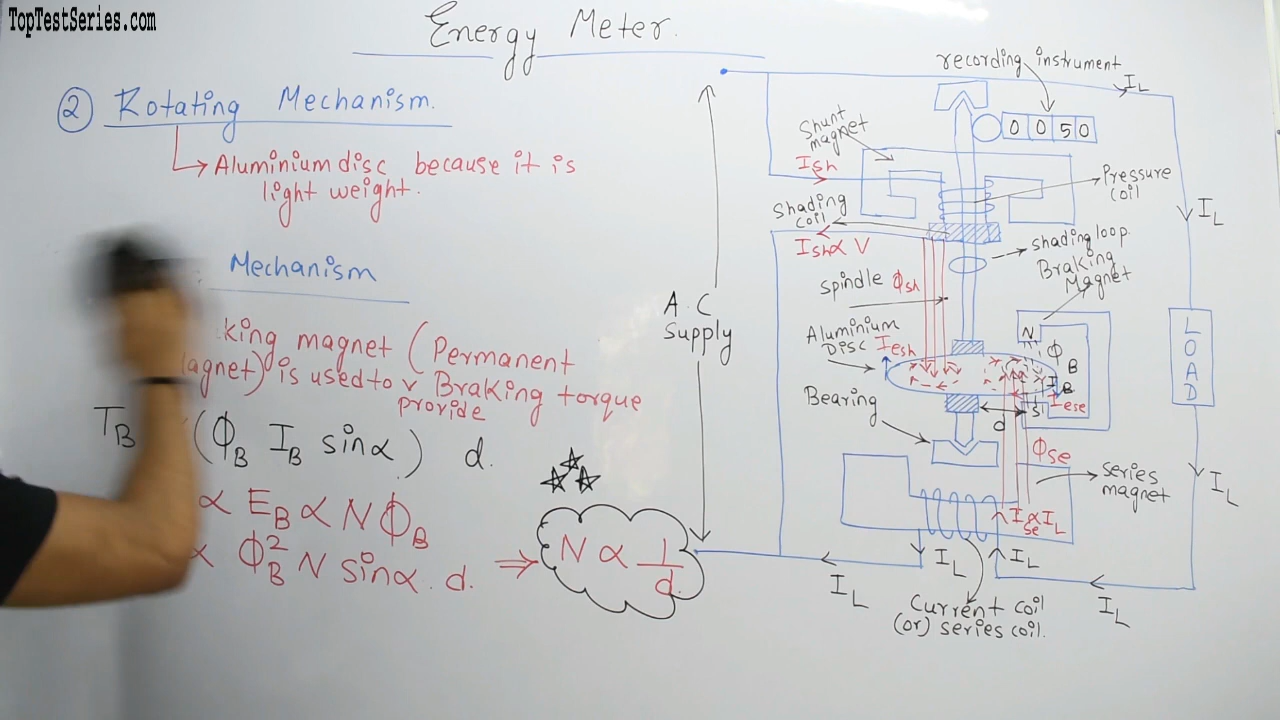 TopTestSeries.com
Energy Meter.
② Rotating Mechanism.
Aluminium disc because it is
light weight.
Mechanism
magnet (Permanent
is used to provide Braking torque
T_B (Φ_B I_B sinα) d.
∝ E_B ∝ N Φ_B
∝ Φ_B² N sinα. d. ⇒ N ∝ 1/d.
A.C
Supply
recording instrument
I_L
0 0 5 0
Shunt
magnet
I_sh
Pressure
coil
Shading
coil
I_sh ∝ V
shading loop
Braking
Magnet
I_L
spindle Φ_sh
Aluminium
Disc I_esh
N
Φ_B
I_B
I_ese
S
d
LOAD
Bearing
Φ_se
series
magnet
I_se ∝ I_L
I_L
I_L
I_L
I_L
I_L
Current coil
(or) series coil.